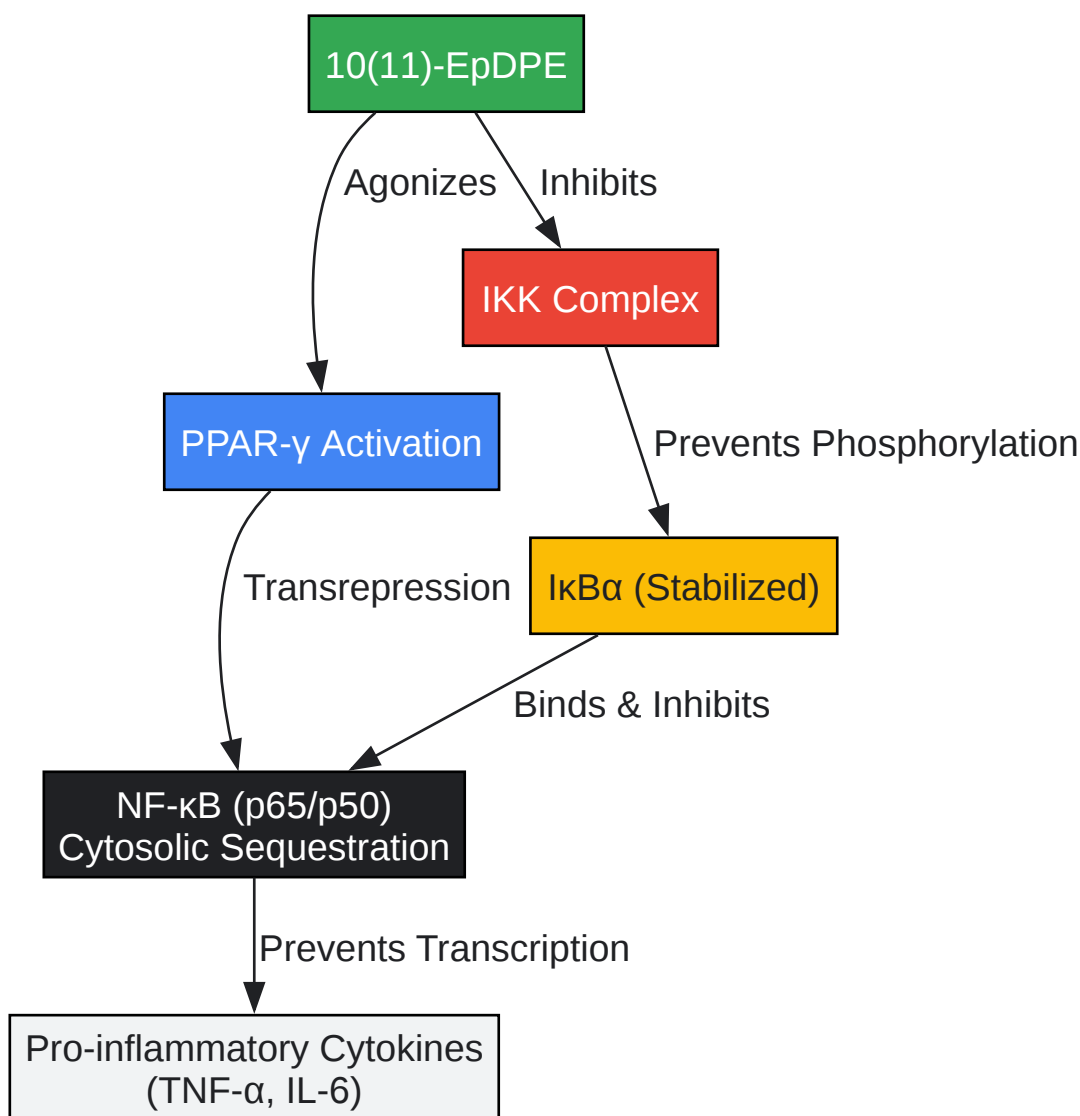 10(11)-EpDPE
Agonizes
Inhibits
IKK Complex
PPAR-γ Activation
Prevents Phosphorylation
Transrepression
IκBα (Stabilized)
Binds & Inhibits
NF-κB (p65/p50)
Cytosolic Sequestration
Prevents Transcription
Pro-inflammatory Cytokines
(TNF-α, IL-6)